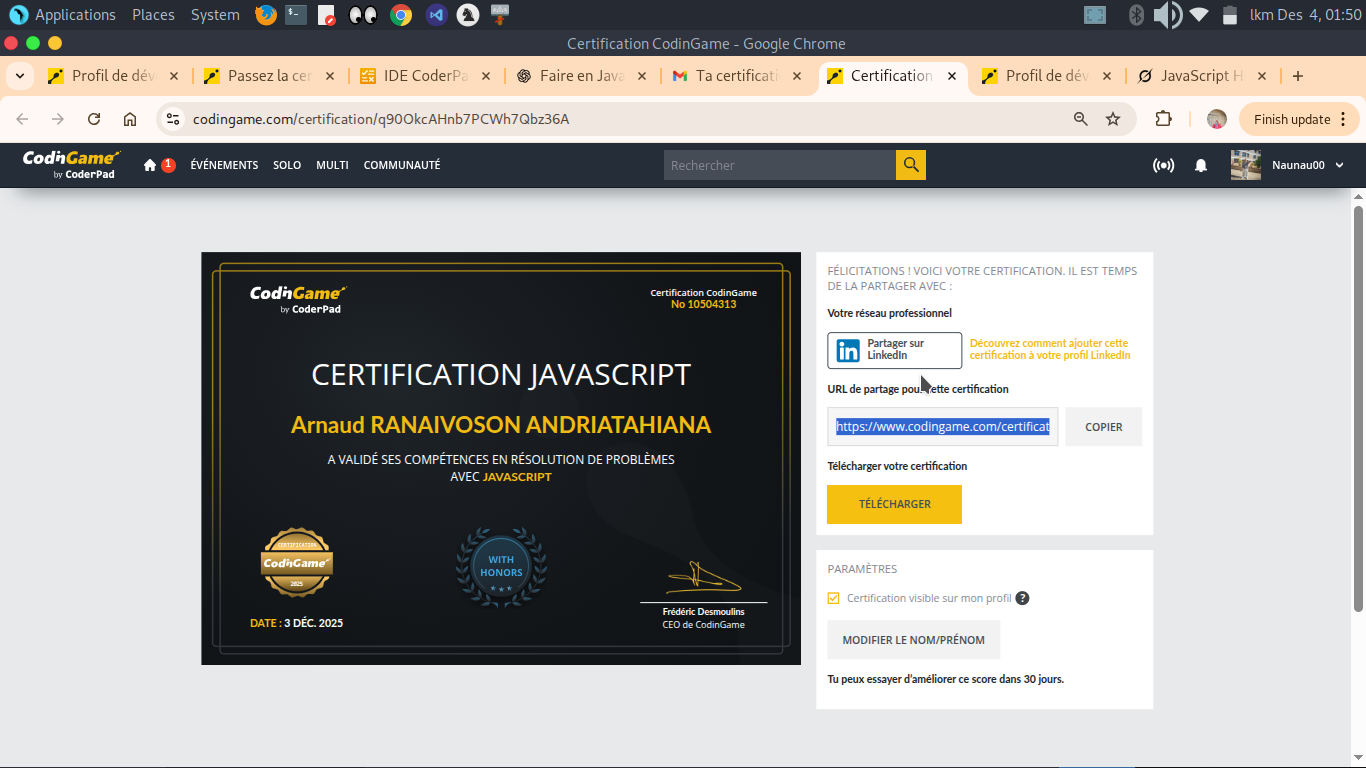 Applications Places System lkm Des 4, 01:50
Certification CodinGame - Google Chrome
Profil de dév Passez la cer IDE CoderPa Faire en Java Ta certificati Certification Profil de dév JavaScript H
codingame.com/certification/q90OkcAHnb7PCWh7Qbz36A Finish update
CodinGame by CoderPad 1 ÉVÉNEMENTS SOLO MULTI COMMUNAUTÉ Rechercher Naunau00
CodinGame
by CoderPad
Certification CodinGame
No 10504313
CERTIFICATION JAVASCRIPT
Arnaud RANAIVOSON ANDRIATAHIANA
A VALIDÉ SES COMPÉTENCES EN RÉSOLUTION DE PROBLÈMES
AVEC JAVASCRIPT
CERTIFICATION
CodinGame
2025
WITH
HONORS
DATE : 3 DÉC. 2025
Frédéric Desmoulins
CEO de CodinGame
FÉLICITATIONS ! VOICI VOTRE CERTIFICATION. IL EST TEMPS
DE LA PARTAGER AVEC :
Votre réseau professionnel
in Partager sur
LinkedIn
Découvrez comment ajouter cette
certification à votre profil LinkedIn
URL de partage pour cette certification
https://www.codingame.com/certificat COPIER
Télécharger votre certification
TÉLÉCHARGER
PARAMÈTRES
Certification visible sur mon profil ?
MODIFIER LE NOM/PRÉNOM
Tu peux essayer d'améliorer ce score dans 30 jours.